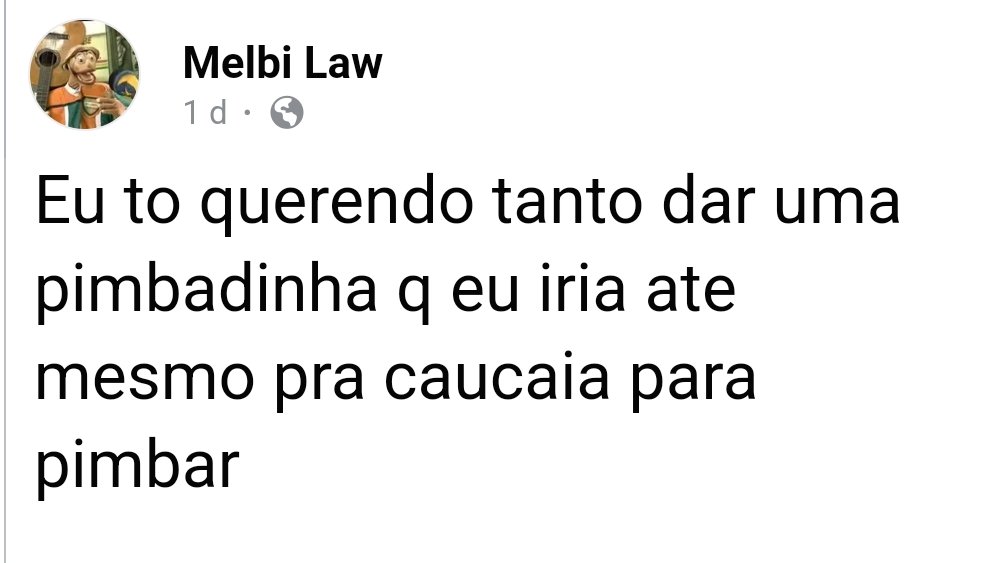 Melbi Law
1 d ·
Eu to querendo tanto dar uma
pimbadinha q eu iria ate
mesmo pra caucaia para
pimbar